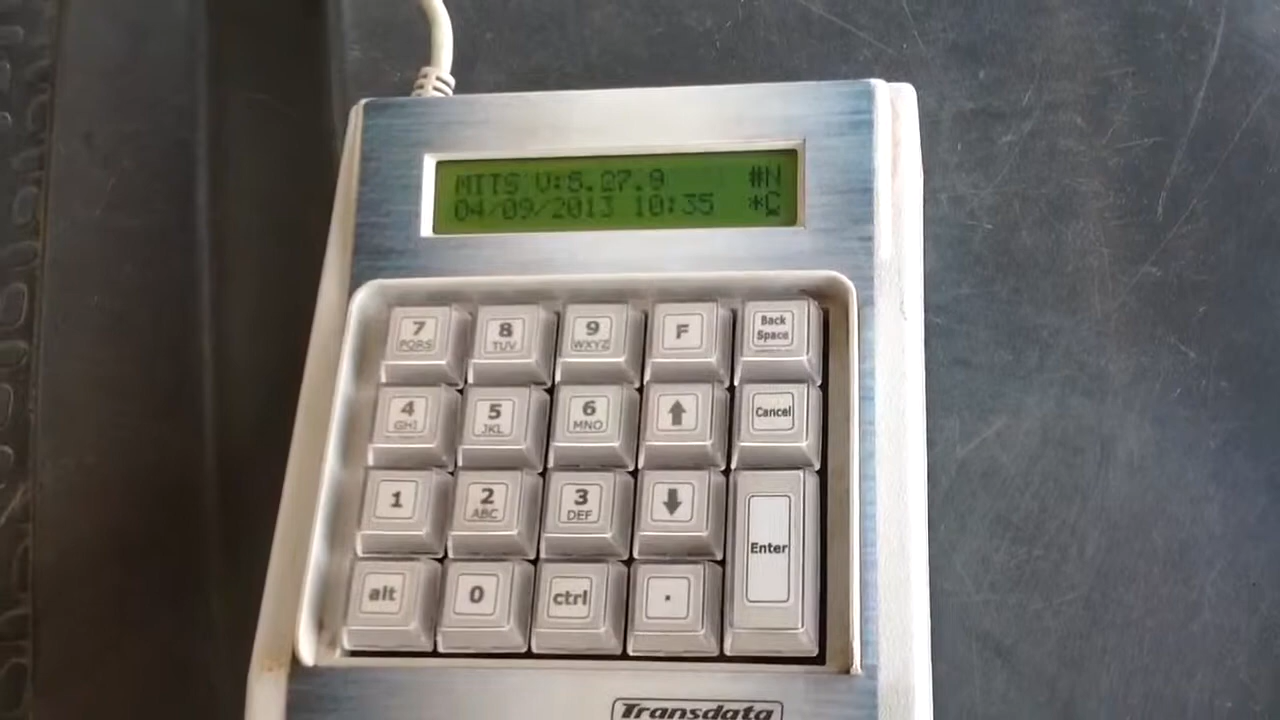 MITS V:5.27.9 #N
04/09/2013 10:35 *C
7 8 9 F Back Space
PQRS TUV WXYZ
4 5 6 Cancel
GHI JKL MNO
1 2 3
ABC DEF
Enter
alt 0 ctrl .
Transdata